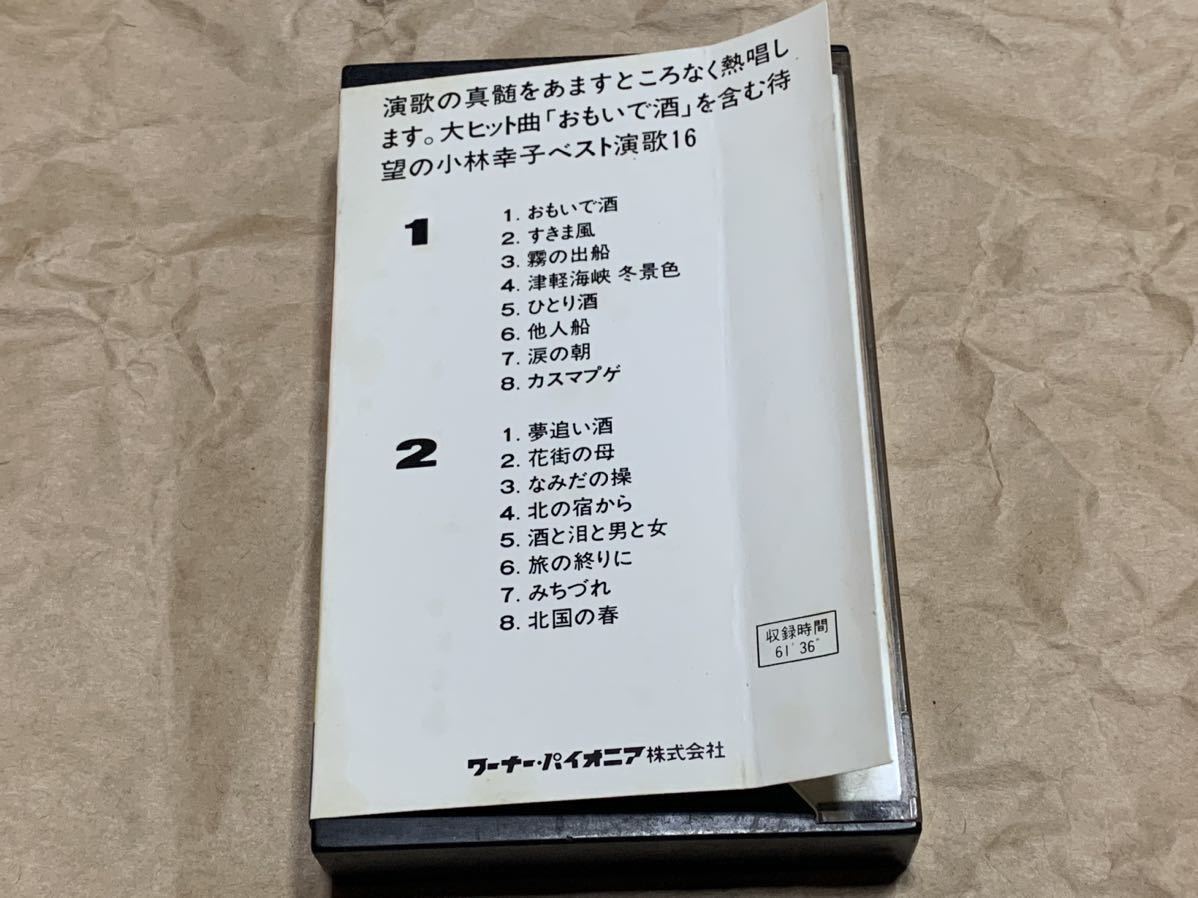 演歌の真髄をあますところなく熱唱し
ます。大ヒット曲「おもいで酒」を含む待
望の小林幸子ベスト演歌16
1
1. おもいで酒
2. すきま風
3. 霧の出船
4. 津軽海峡 冬景色
5. ひとり酒
6. 他人船
7. 涙の朝
8. カスマプゲ
2
1. 夢追い酒
2. 花街の母
3. なみだの操
4. 北の宿から
5. 酒と泪と男と女
6. 旅の終りに
7. みちづれ
8. 北国の春
収録時間
61′36″
ワーナー・パイオニア株式会社